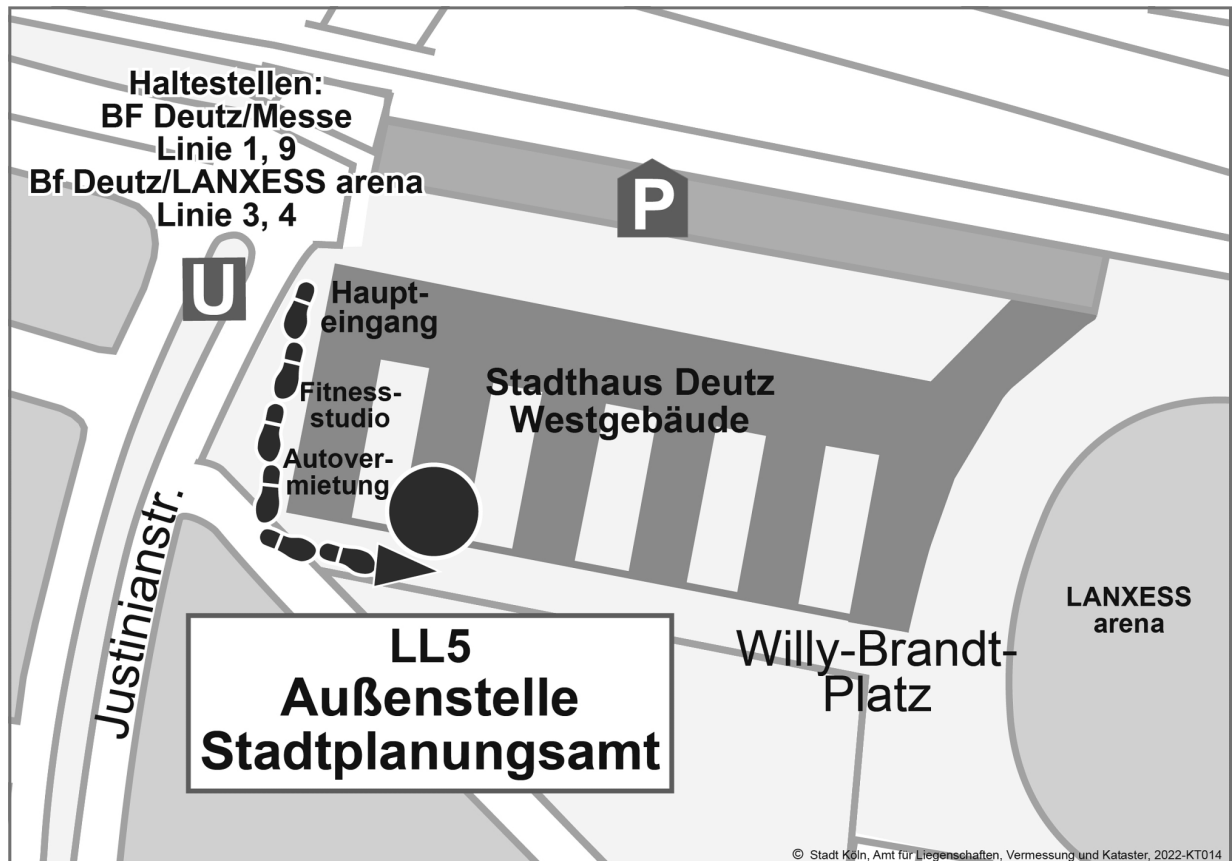 Haltestellen:
BF Deutz/Messe
Linie 1, 9
Bf Deutz/LANXESS arena
Linie 3, 4
P
U
Haupt-
eingang
Stadthaus Deutz
Westgebäude
Fitness-
studio
Autover-
mietung
Justinianstr.
LANXESS
arena
Willy-Brandt-
Platz
LL5
Außenstelle
Stadtplanungsamt
© Stadt Köln, Amt für Liegenschaften, Vermessung und Kataster, 2022-KT014